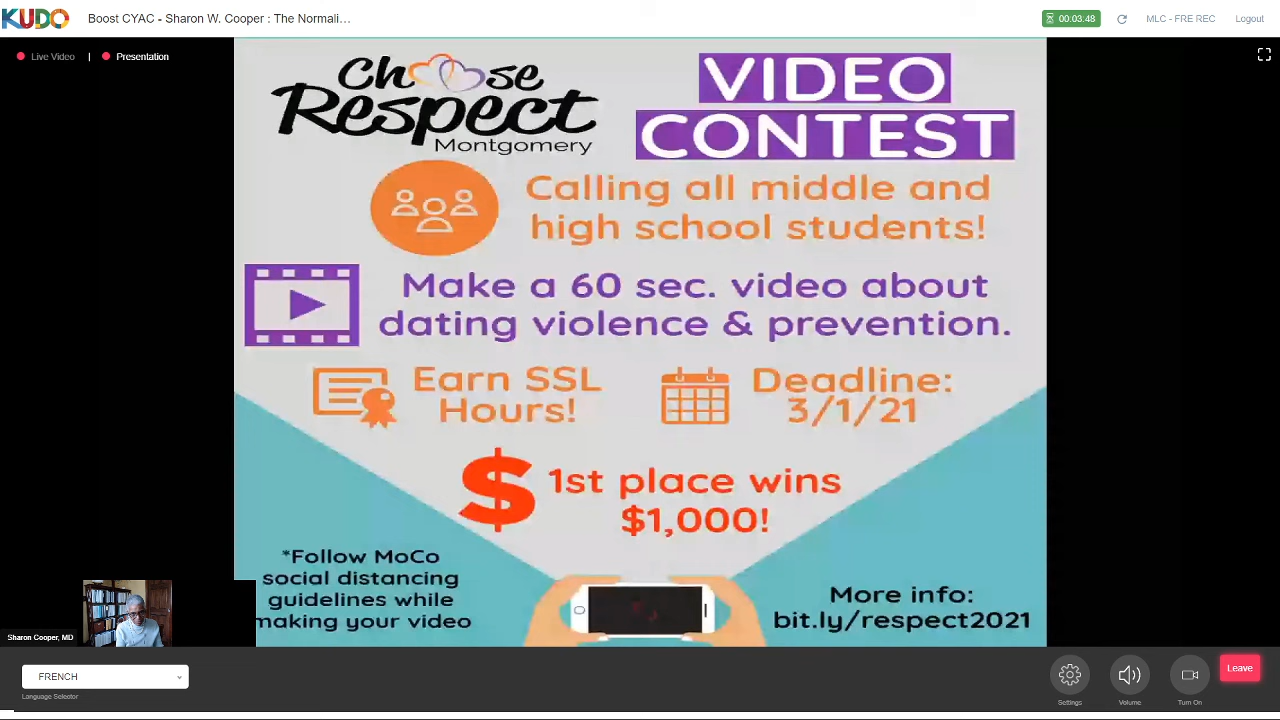 KUDO
Boost CYAC - Sharon W. Cooper : The Normali...
00:03:48
MLC - FRE REC
Logout
Live Video | Presentation
Choose
Respect
Montgomery
VIDEO
CONTEST
Calling all middle and
high school students!
Make a 60 sec. video about
dating violence & prevention.
Earn SSL
Hours!
Deadline:
3/1/21
$ 1st place wins
$1,000!
*Follow MoCo
social distancing
guidelines while
making your video
More info:
bit.ly/respect2021
Sharon Cooper, MD
FRENCH
Language Selector
Settings
Volume
Turn On
Leave